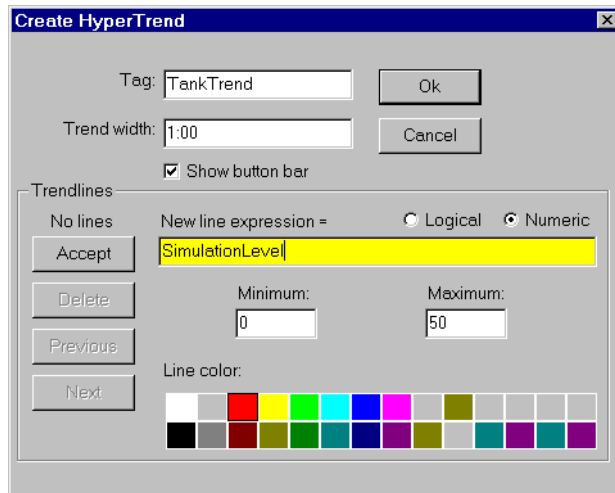 Create HyperTrend
Tag: TankTrend
Ok
Trend width: 1:00
Cancel
Show button bar
Trendlines
No lines
New line expression =
Logical
Numeric
Accept
SimulationLevel
Delete
Minimum:
Maximum:
0
50
Previous
Line color:
Next